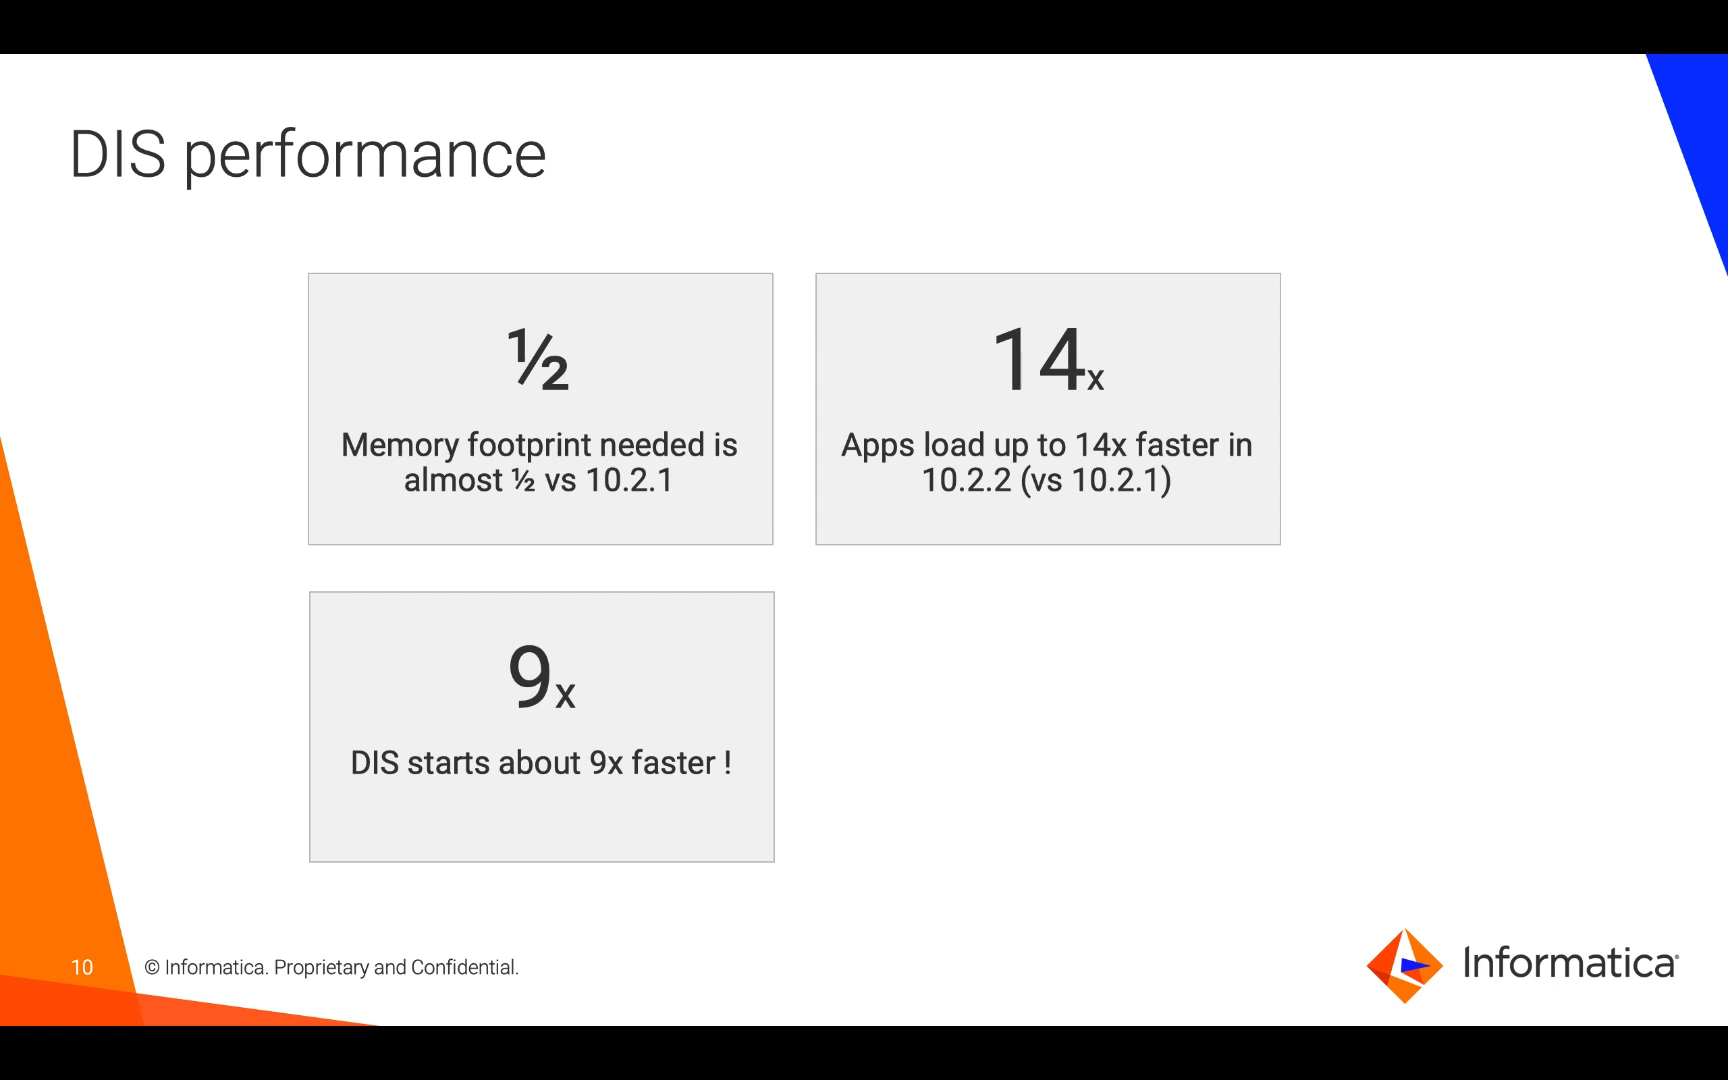 DIS performance
½
Memory footprint needed is
almost ½ vs 10.2.1
14x
Apps load up to 14x faster in
10.2.2 (vs 10.2.1)
9x
DIS starts about 9x faster !
10
© Informatica. Proprietary and Confidential.
Informatica